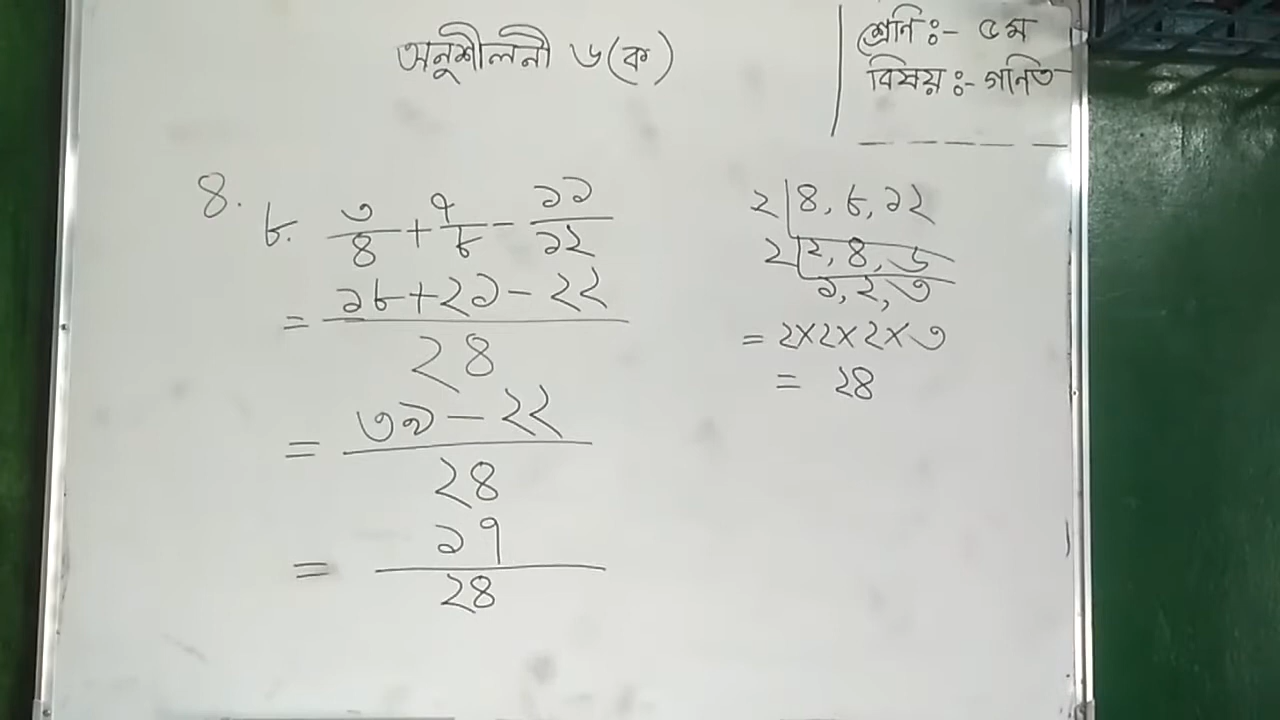 অনুশীলনী ৬(ক)
শ্রেণি ঃ- ৫ম
বিষয় ঃ- গনিত
৪. ৮. ৩/৪ + ৭/৮ - ১১/১২
= ১৮+২১-২২ / ২৪
= ৩৯-২২ / ২৪
= ১৭ / ২৪
২|৪, ৮, ১২
২|২, ৪, ৬
১, ২, ৩
= ২×২×২×৩
= ২৪